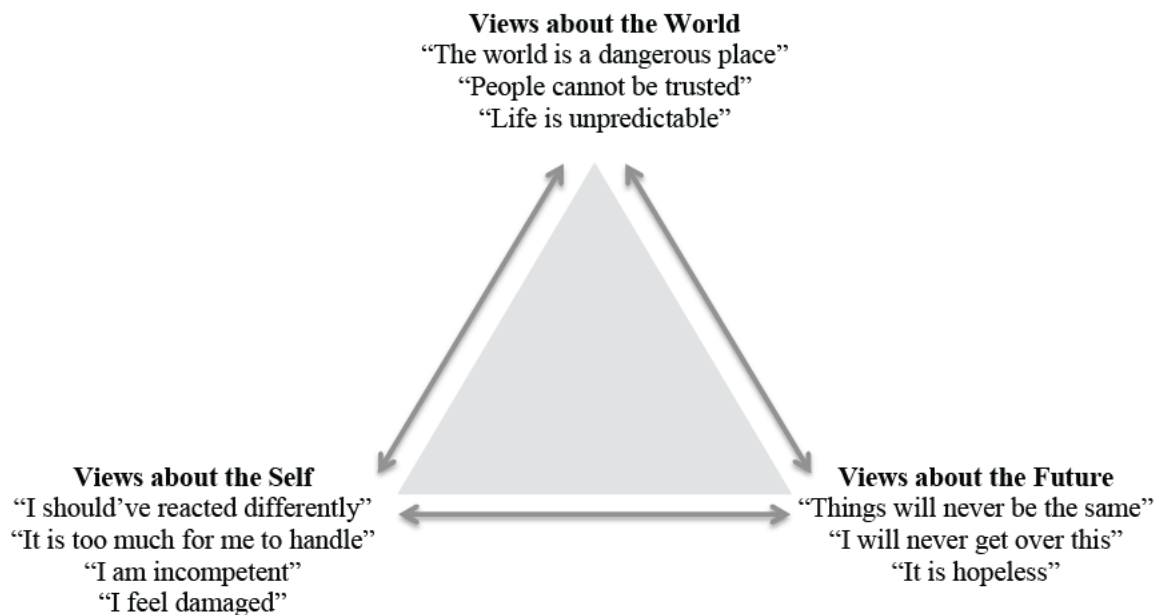 Views about the World
“The world is a dangerous place”
“People cannot be trusted”
“Life is unpredictable”
Views about the Self
“I should’ve reacted differently”
“It is too much for me to handle”
“I am incompetent”
“I feel damaged”
Views about the Future
“Things will never be the same”
“I will never get over this”
“It is hopeless”